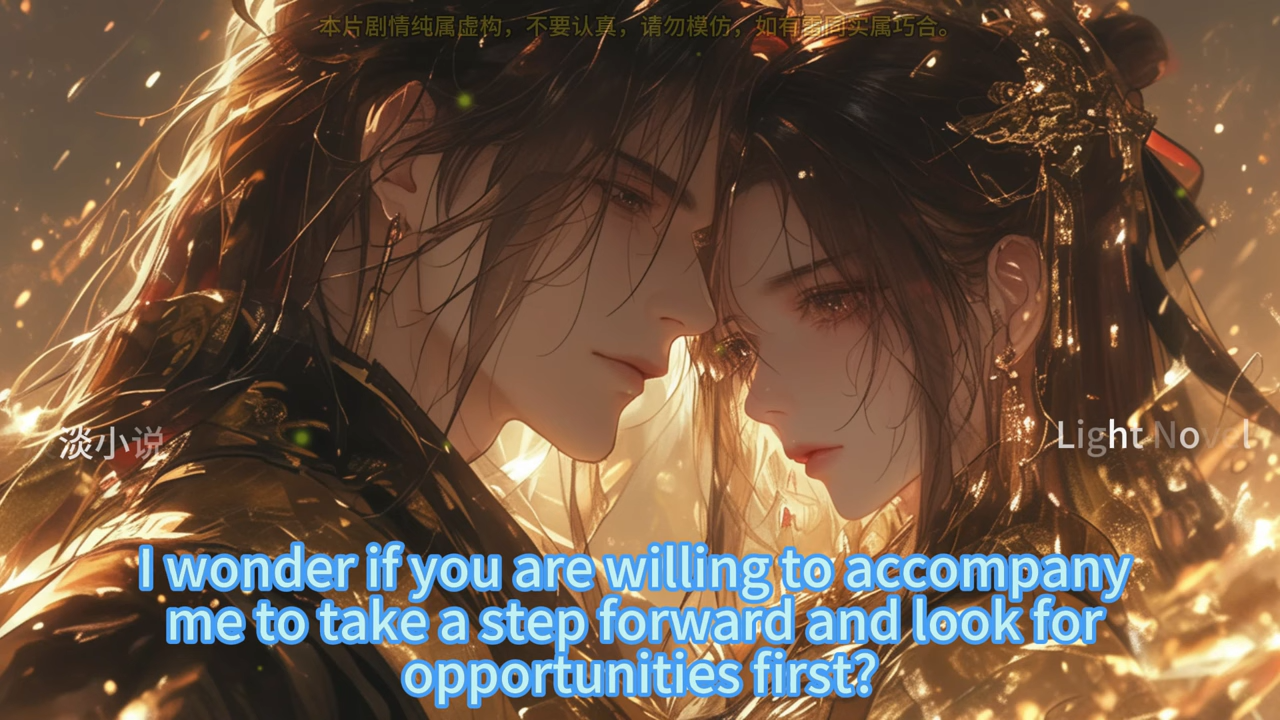 本片剧情纯属虚构，不要认真，请勿模仿，如有雷同实属巧合。
淡小说
Light Novel
I wonder if you are willing to accompany
me to take a step forward and look for
opportunities first?